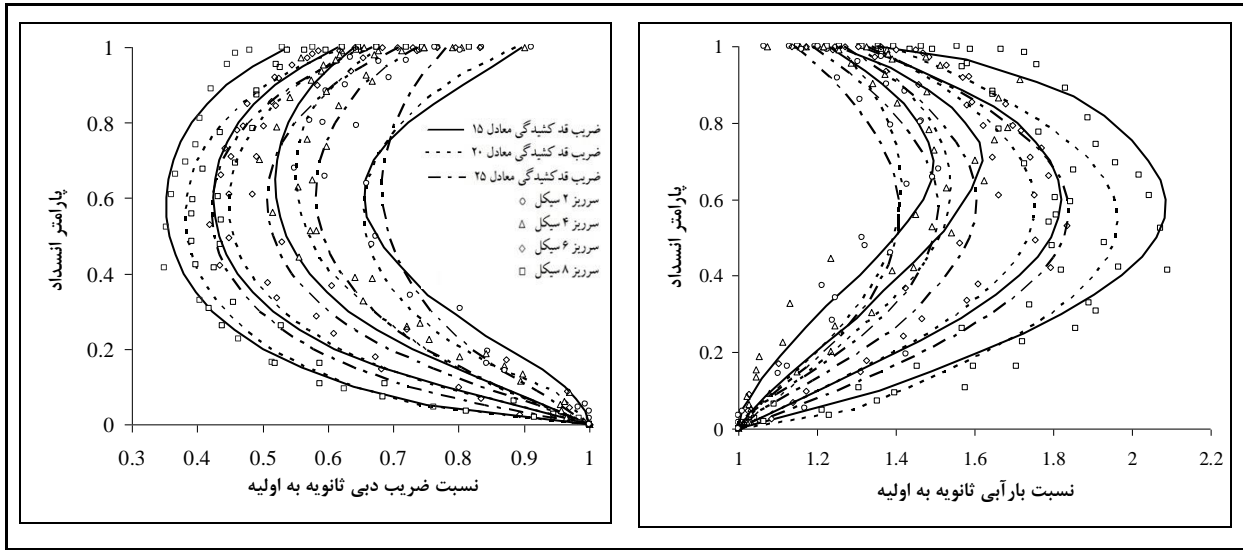 1
0.8
0.6
0.4
0.2
0
پارامتر انسداد
ضریب قد کشیدگی معادل ۱۵
ضریب قد کشیدگی معادل ۲۰
ضریب قدکشیدگی معادل ۲۵
سرریز ۲ سیکل
سرریز ۴ سیکل
سرریز ۶ سیکل
سرریز ۸ سیکل
0.3 0.4 0.5 0.6 0.7 0.8 0.9 1
نسبت ضریب دبی ثانویه به اولیه
1
0.8
0.6
0.4
0.2
0
پارامتر انسداد
1 1.2 1.4 1.6 1.8 2 2.2
نسبت بارآبی ثانویه به اولیه